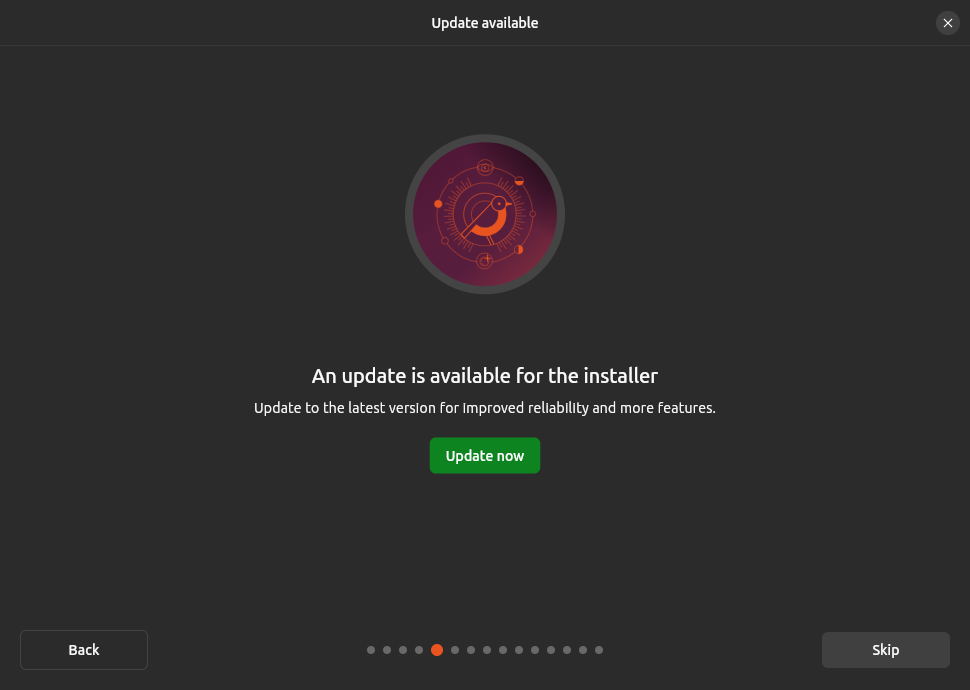 Update available
An update is available for the installer
Update to the latest version for improved reliability and more features.
Update now
Back
Skip